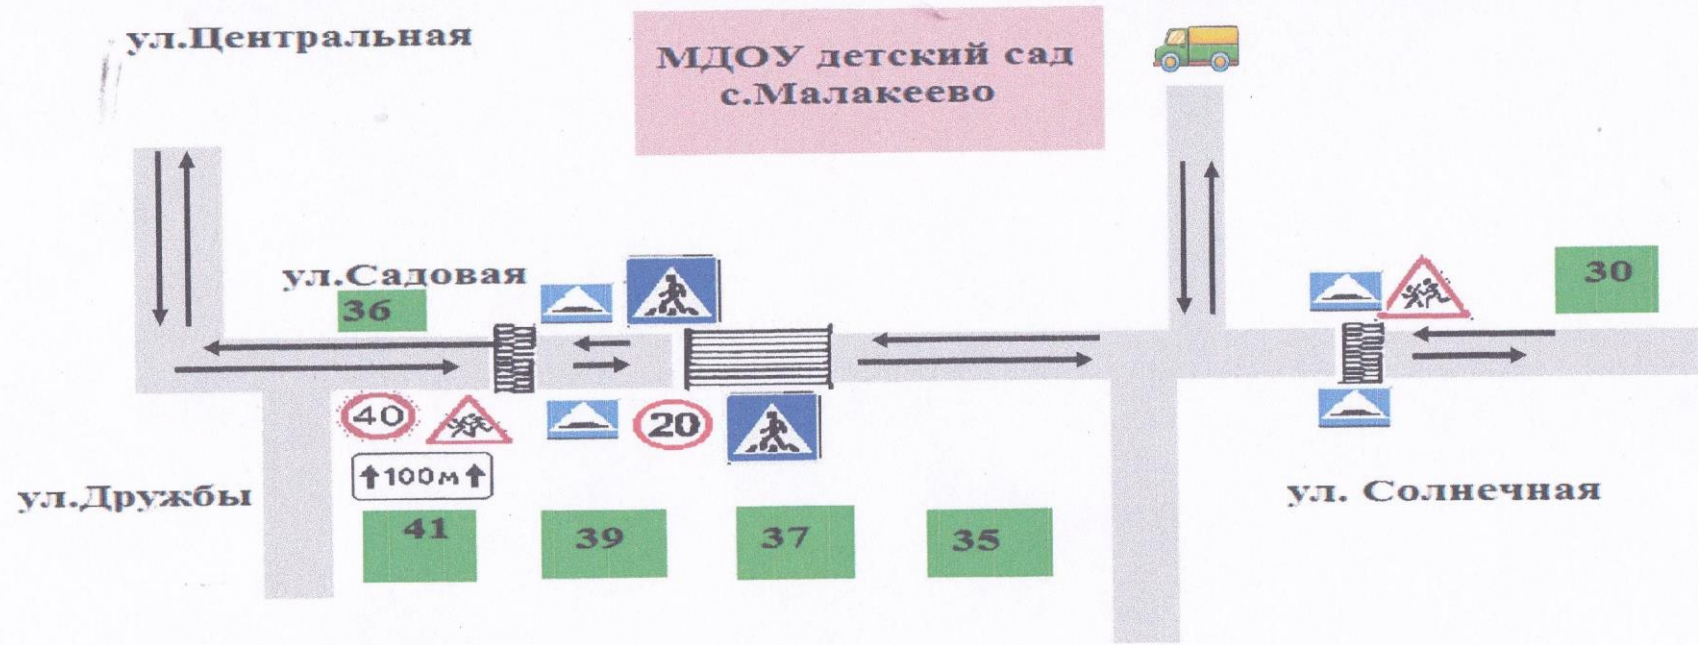 ул.Центральная
МДОУ детский сад
с.Малакеево
ул.Садовая
36
30
40
20
100м
ул.Дружбы
ул. Солнечная
41
39
37
35